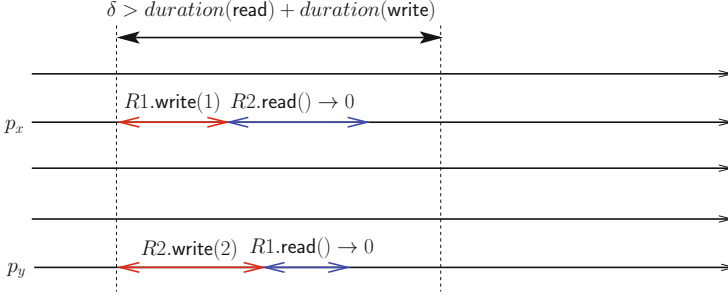 δ > duration(read) + duration(write)
R1.write(1) R2.read() → 0
p_x
R2.write(2) R1.read() → 0
p_y